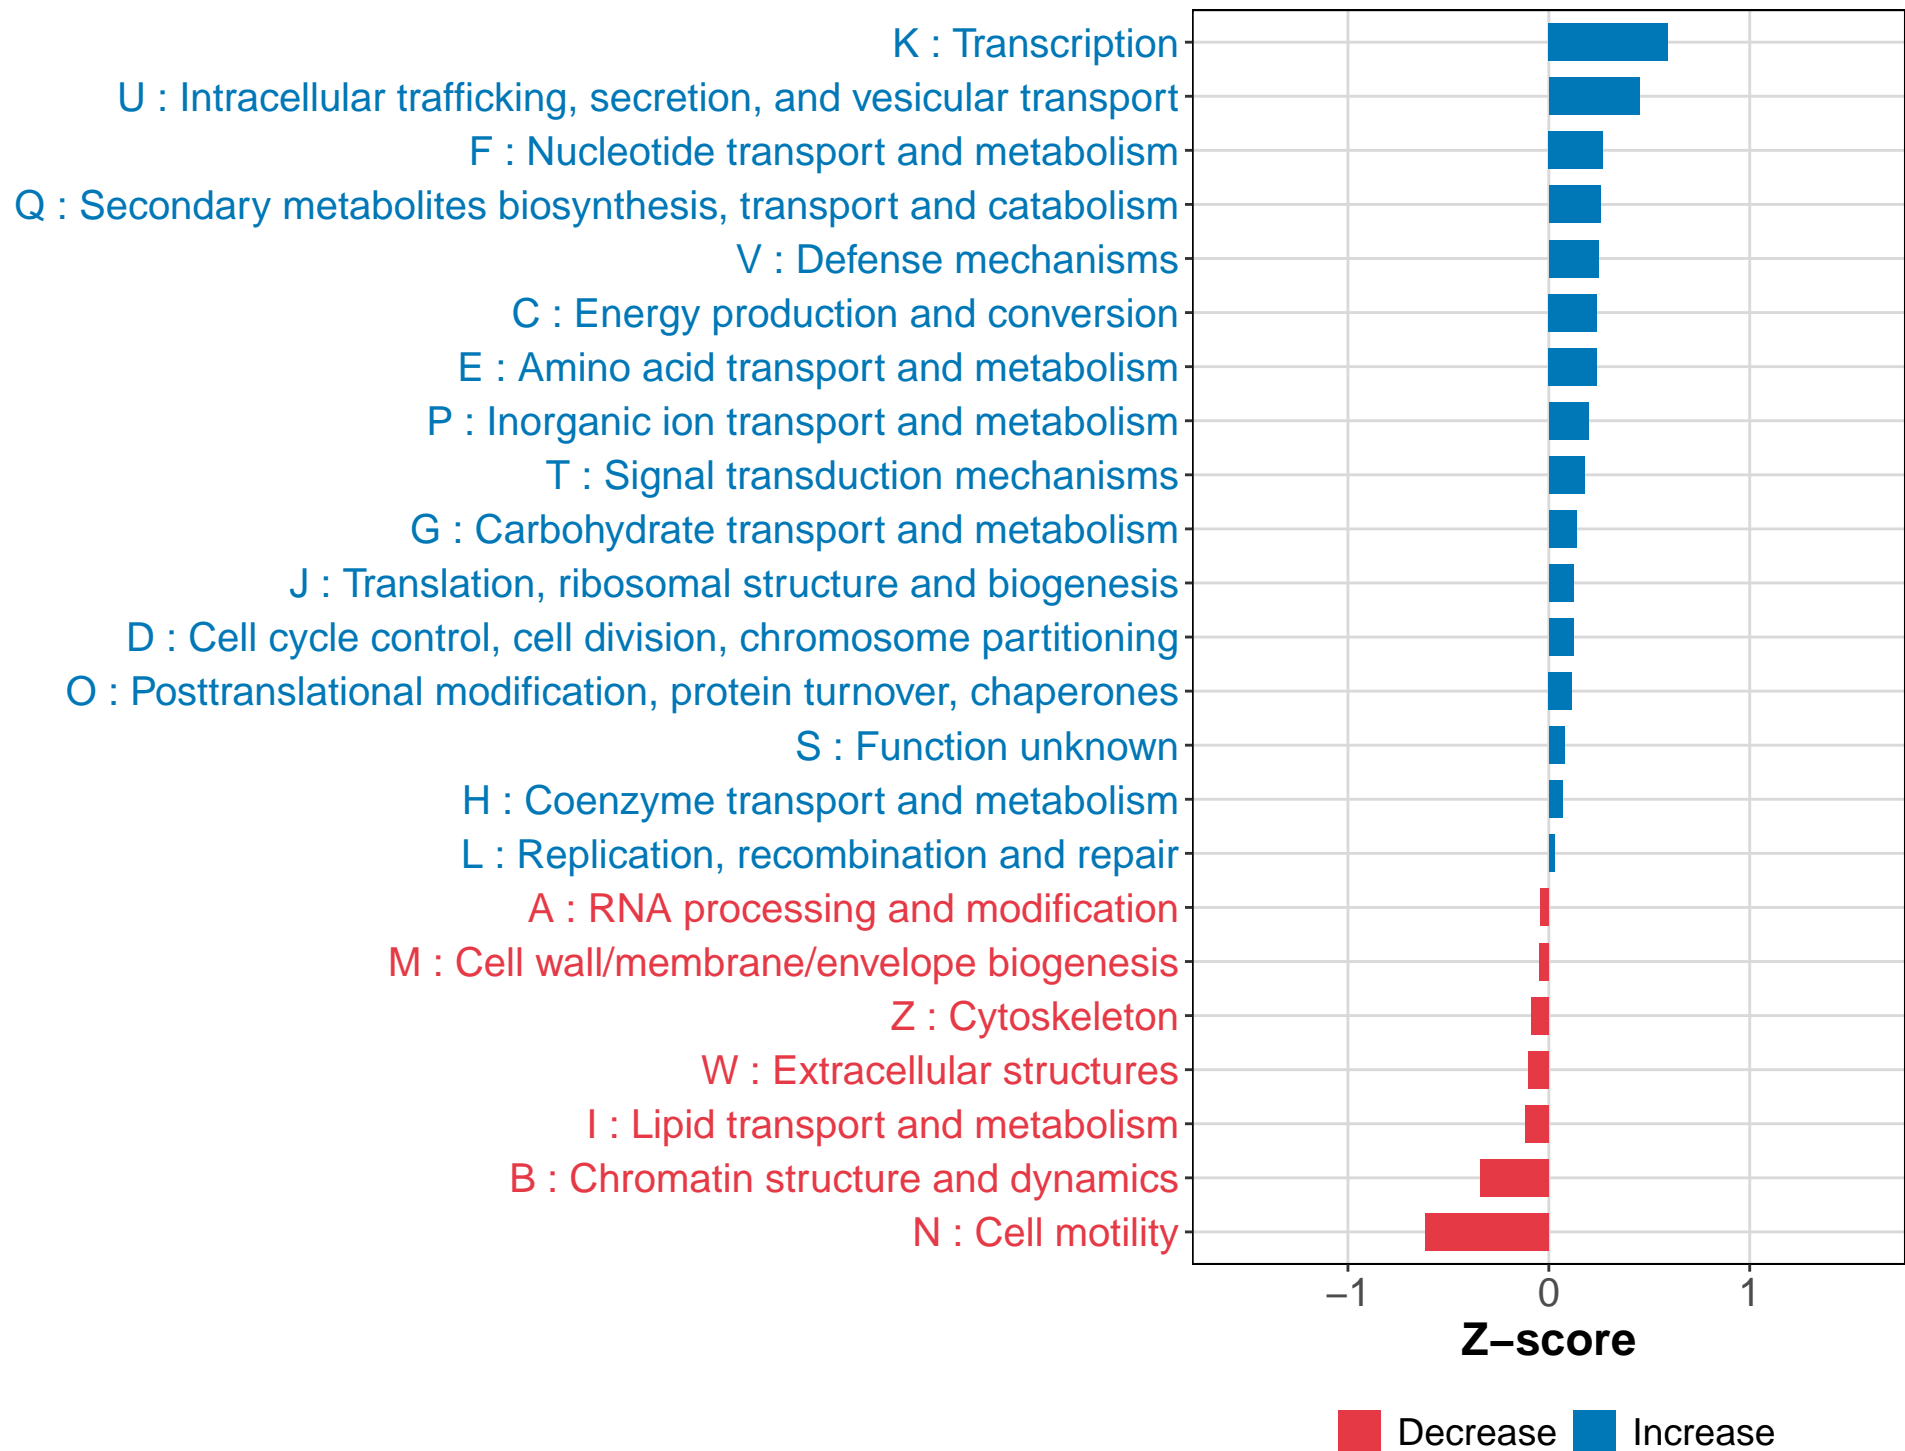 K : Transcription
U : Intracellular trafficking, secretion, and vesicular transport
F : Nucleotide transport and metabolism
Q : Secondary metabolites biosynthesis, transport and catabolism
V : Defense mechanisms
C : Energy production and conversion
E : Amino acid transport and metabolism
P : Inorganic ion transport and metabolism
T : Signal transduction mechanisms
G : Carbohydrate transport and metabolism
J : Translation, ribosomal structure and biogenesis
D : Cell cycle control, cell division, chromosome partitioning
O : Posttranslational modification, protein turnover, chaperones
S : Function unknown
H : Coenzyme transport and metabolism
L : Replication, recombination and repair
A : RNA processing and modification
M : Cell wall/membrane/envelope biogenesis
Z : Cytoskeleton
W : Extracellular structures
I : Lipid transport and metabolism
B : Chromatin structure and dynamics
N : Cell motility
−1 0 1
Z−score
Decrease Increase